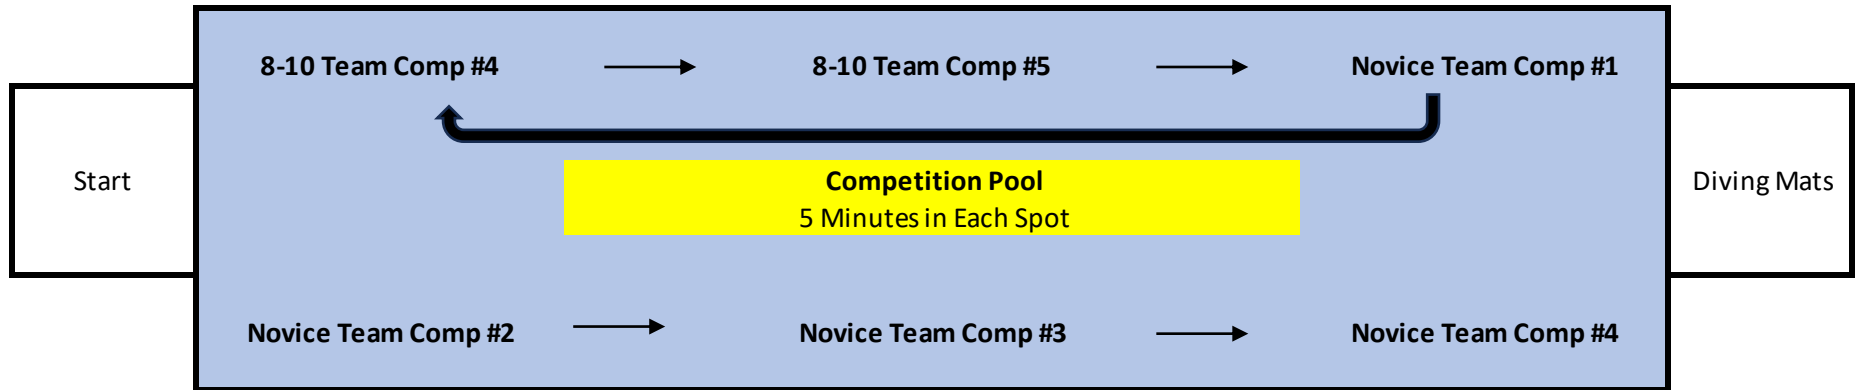 8-10 Team Comp #4
8-10 Team Comp #5
Novice Team Comp #1
Start
Competition Pool
5 Minutes in Each Spot
Diving Mats
Novice Team Comp #2
Novice Team Comp #3
Novice Team Comp #4